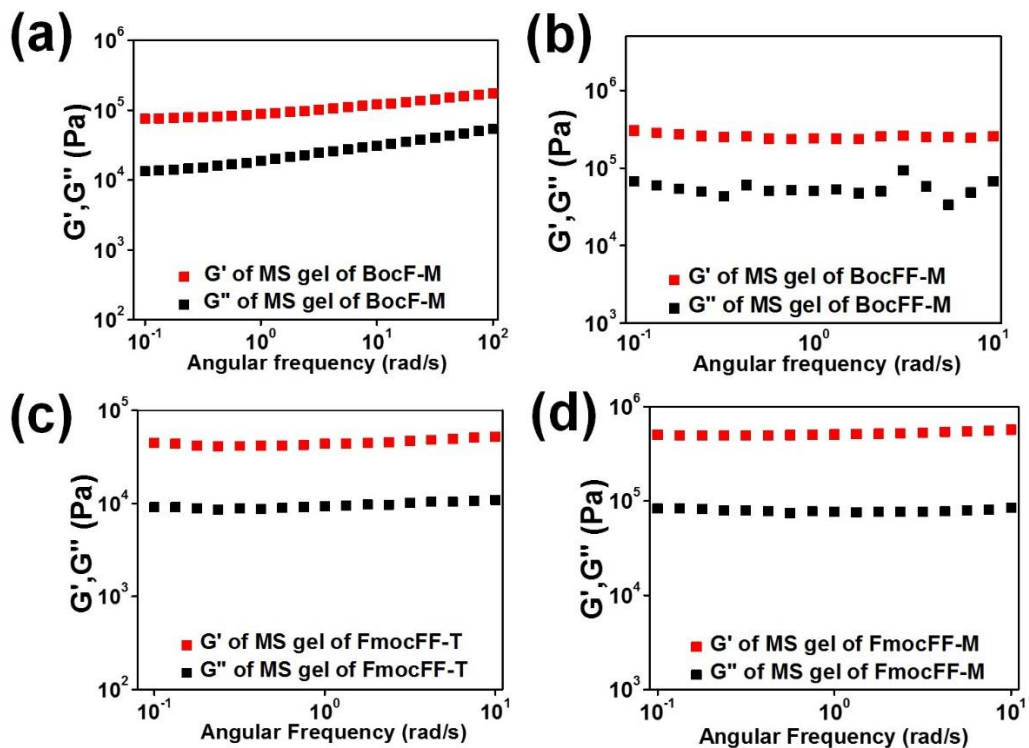 (a)
10^6
10^5
10^4
10^3
10^2
G',G" (Pa)
G' of MS gel of BocF-M
G" of MS gel of BocF-M
10^-1
10^0
10^1
10^2
Angular frequency (rad/s)
(b)
10^6
10^5
10^4
10^3
G',G" (Pa)
G' of MS gel of BocFF-M
G" of MS gel of BocFF-M
10^-1
10^0
10^1
Angular frequency (rad/s)
(c)
10^5
10^4
10^3
10^2
G',G" (Pa)
G' of MS gel of FmocFF-T
G" of MS gel of FmocFF-T
10^-1
10^0
10^1
Angular Frequency (rad/s)
(d)
10^6
10^5
10^4
10^3
G',G" (Pa)
G' of MS gel of FmocFF-M
G" of MS gel of FmocFF-M
10^-1
10^0
10^1
Angular Frequency (rad/s)